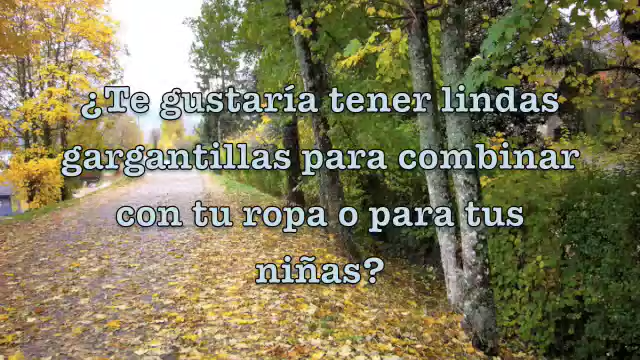 ¿Te gustaría tener lindas
gargantillas para combinar
con tu ropa o para tus
niñas?